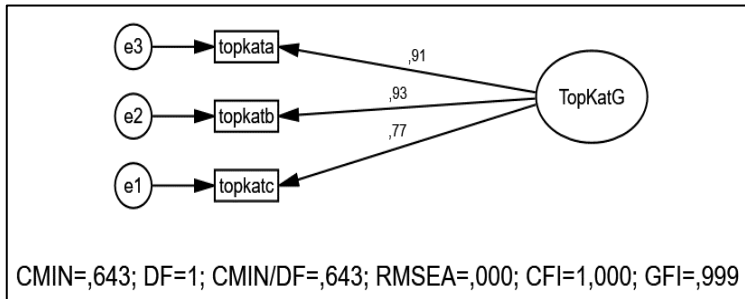 e3 topkata ,91
e2 topkatb ,93 TopKatG
e1 topkatc ,77
CMIN=,643; DF=1; CMIN/DF=,643; RMSEA=,000; CFI=1,000; GFI=,999